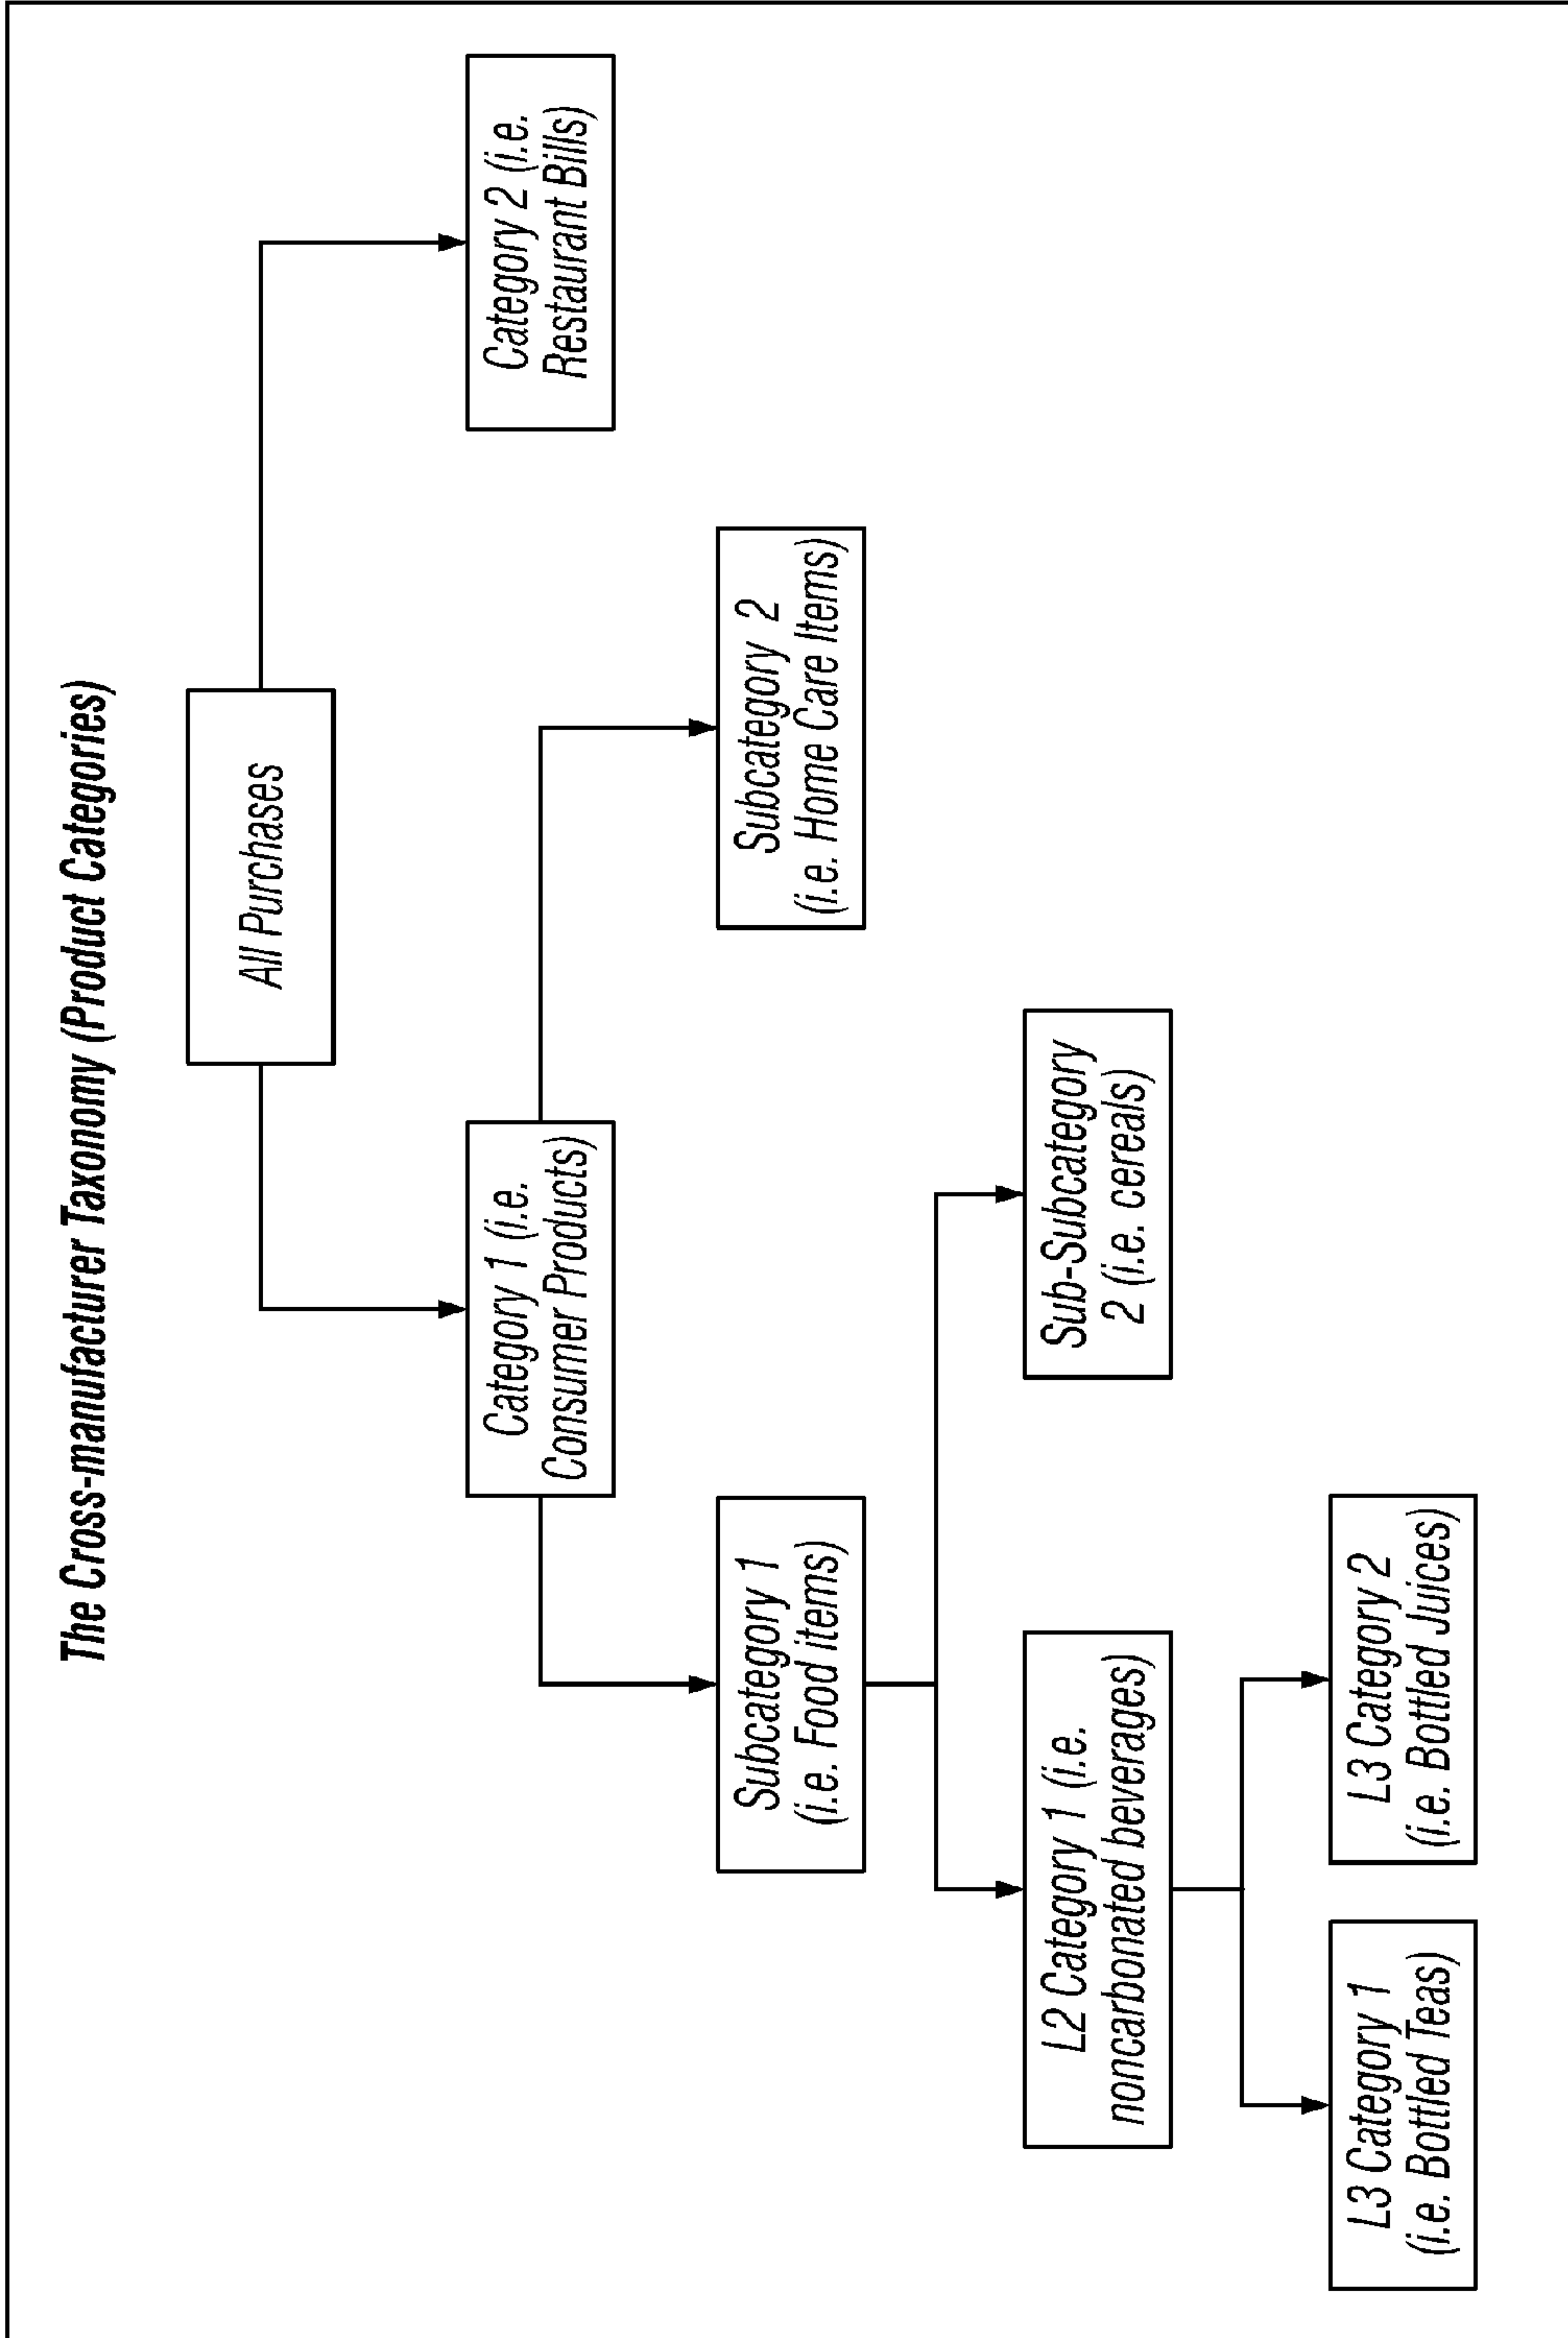 The Cross-manufacturer Taxonomy (Product Categories)
All Purchases
Category 1 (i.e.
Consumer Products)
Category 2 (i.e.
Restaurant Bills)
Subcategory 1
(i.e. Food items)
Subcategory 2
(i.e. Home Care Items)
L2 Category 1 (i.e.
noncarbonated beverages)
Sub-Subcategory
2 (i.e. cereals)
L3 Category 1
(i.e. Bottled Teas)
L3 Category 2
(i.e. Bottled Juices)